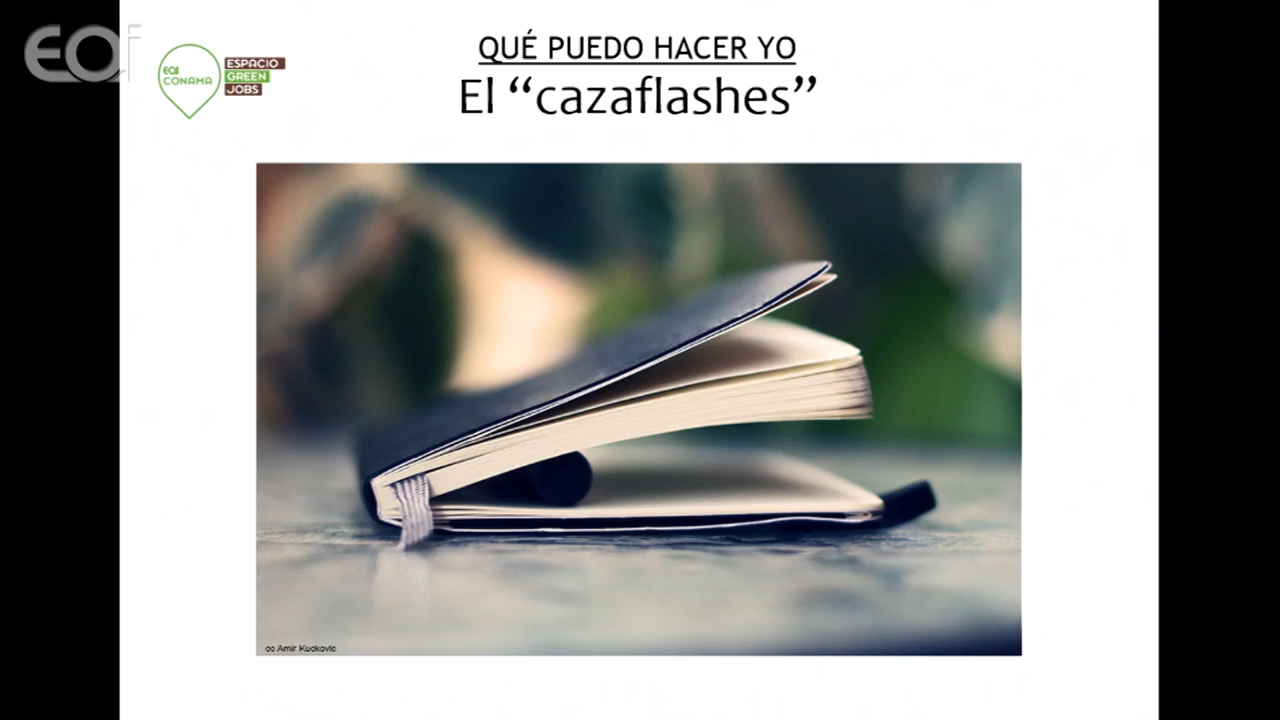 EOI
EOI
CONAMA
ESPACIO
GREEN
JOBS
QUÉ PUEDO HACER YO
El “cazaflashes”
cc Amir Kuckovic